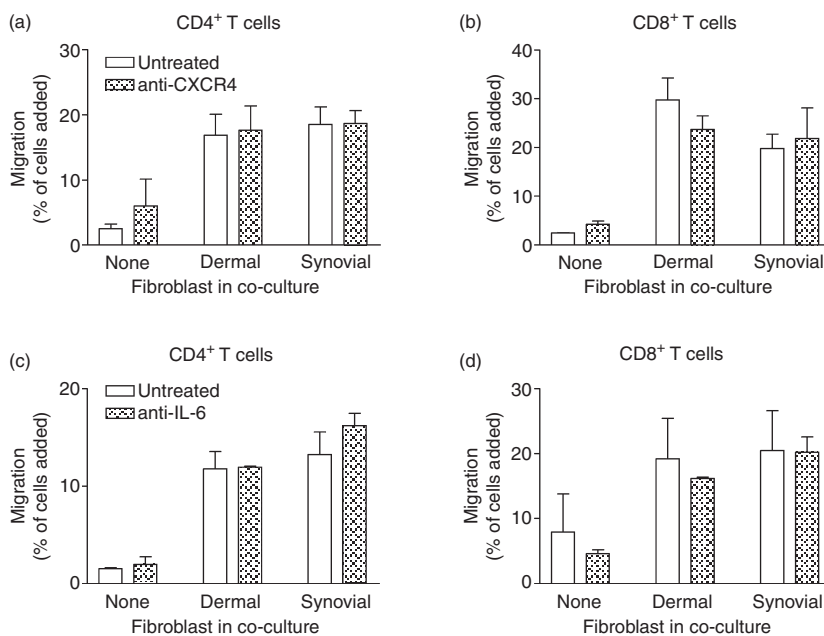 (a)
CD4+ T cells
30
20
10
0
Migration
(% of cells added)
Untreated
anti-CXCR4
None Dermal Synovial
Fibroblast in co-culture
(b)
CD8+ T cells
40
30
20
10
0
Migration
(% of cells added)
None Dermal Synovial
Fibroblast in co-culture
(c)
CD4+ T cells
20
10
0
Migration
(% of cells added)
Untreated
anti-IL-6
None Dermal Synovial
Fibroblast in co-culture
(d)
CD8+ T cells
30
20
10
0
Migration
(% of cells added)
None Dermal Synovial
Fibroblast in co-culture